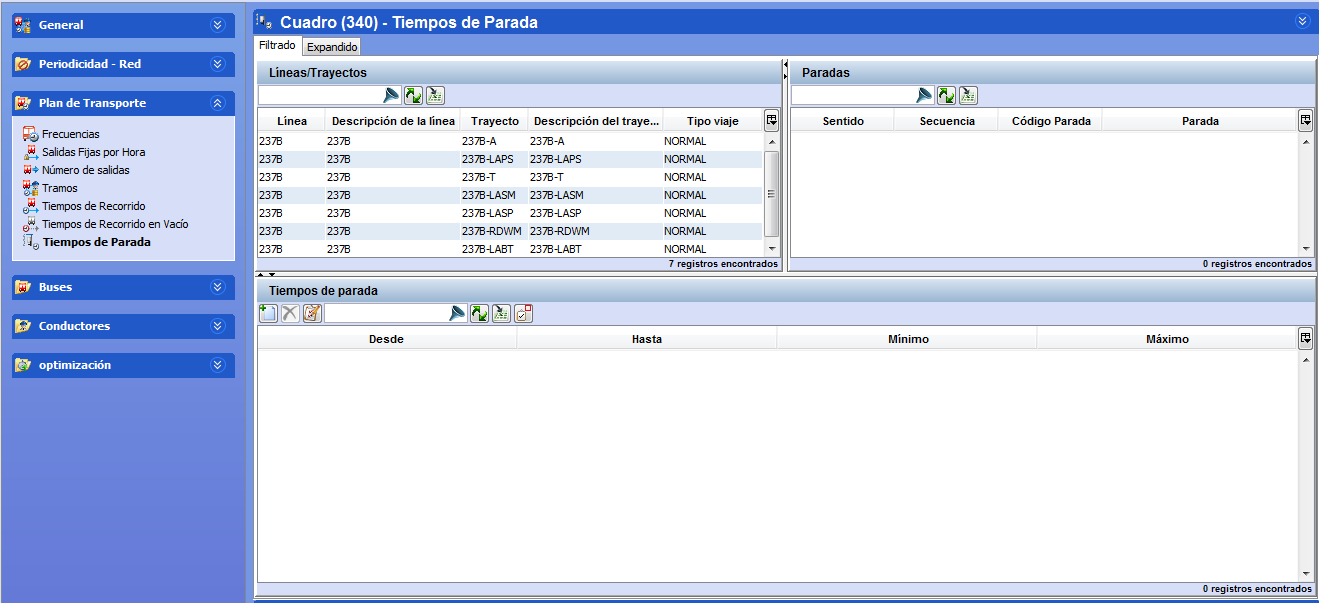 General
Periodicidad - Red
Plan de Transporte
Frecuencias
Salidas Fijas por Hora
Número de salidas
Tramos
Tiempos de Recorrido
Tiempos de Recorrido en Vacío
Tiempos de Parada
Buses
Conductores
optimización
Cuadro (340) - Tiempos de Parada
Filtrado Expandido
Líneas/Trayectos
Línea Descripción de la línea Trayecto Descripción del traye... Tipo viaje
237B 237B 237B-A 237B-A NORMAL
237B 237B 237B-LAPS 237B-LAPS NORMAL
237B 237B 237B-T 237B-T NORMAL
237B 237B 237B-LASM 237B-LASM NORMAL
237B 237B 237B-LASP 237B-LASP NORMAL
237B 237B 237B-RDWM 237B-RDWM NORMAL
237B 237B 237B-LABT 237B-LABT NORMAL
7 registros encontrados
Paradas
Sentido Secuencia Código Parada Parada
0 registros encontrados
Tiempos de parada
Desde Hasta Mínimo Máximo
0 registros encontrados